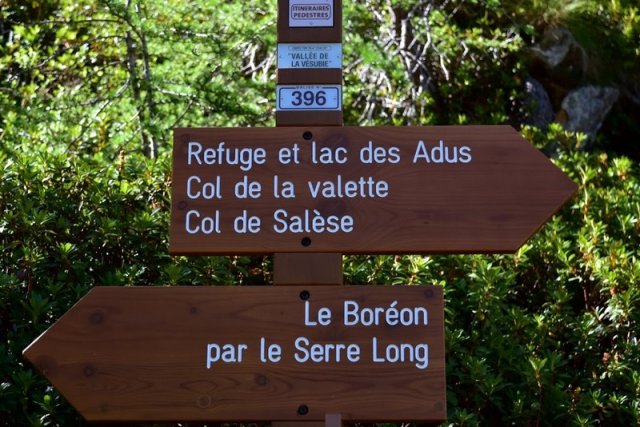 ITINERAIRES
PEDESTRES
"VALLÉE DE
LA VÉSUBIE"
396
Refuge et lac des Adus
Col de la valette
Col de Salèse
Le Boréon
par le Serre Long